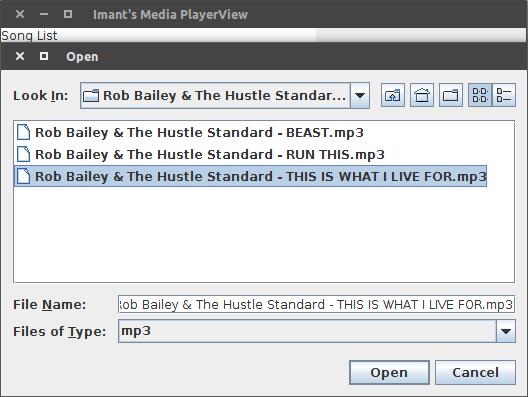 Imant's Media PlayerView
Song List
Open
Look In: Rob Bailey & The Hustle Standar...
Rob Bailey & The Hustle Standard - BEAST.mp3
Rob Bailey & The Hustle Standard - RUN THIS.mp3
Rob Bailey & The Hustle Standard - THIS IS WHAT I LIVE FOR.mp3
File Name: Rob Bailey & The Hustle Standard - THIS IS WHAT I LIVE FOR.mp3
Files of Type: mp3
Open Cancel